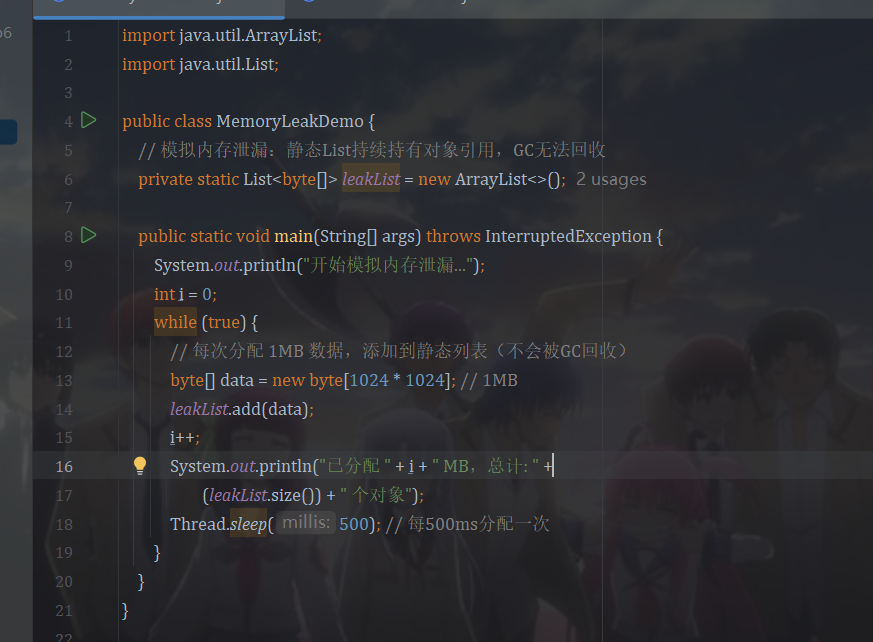 06
1 import java.util.ArrayList;
2 import java.util.List;
3
4 public class MemoryLeakDemo {
5 // 模拟内存泄漏：静态List持续持有对象引用，GC无法回收
6 private static List<byte[]> leakList = new ArrayList<>(); 2 usages
7
8 public static void main(String[] args) throws InterruptedException {
9 System.out.println("开始模拟内存泄漏...");
10 int i = 0;
11 while (true) {
12 // 每次分配 1MB 数据，添加到静态列表（不会被GC回收）
13 byte[] data = new byte[1024 * 1024]; // 1MB
14 leakList.add(data);
15 i++;
16 System.out.println("已分配 " + i + " MB，总计: " +
17 (leakList.size()) + " 个对象");
18 Thread.sleep( millis: 500); // 每500ms分配一次
19 }
20 }
21 }
22